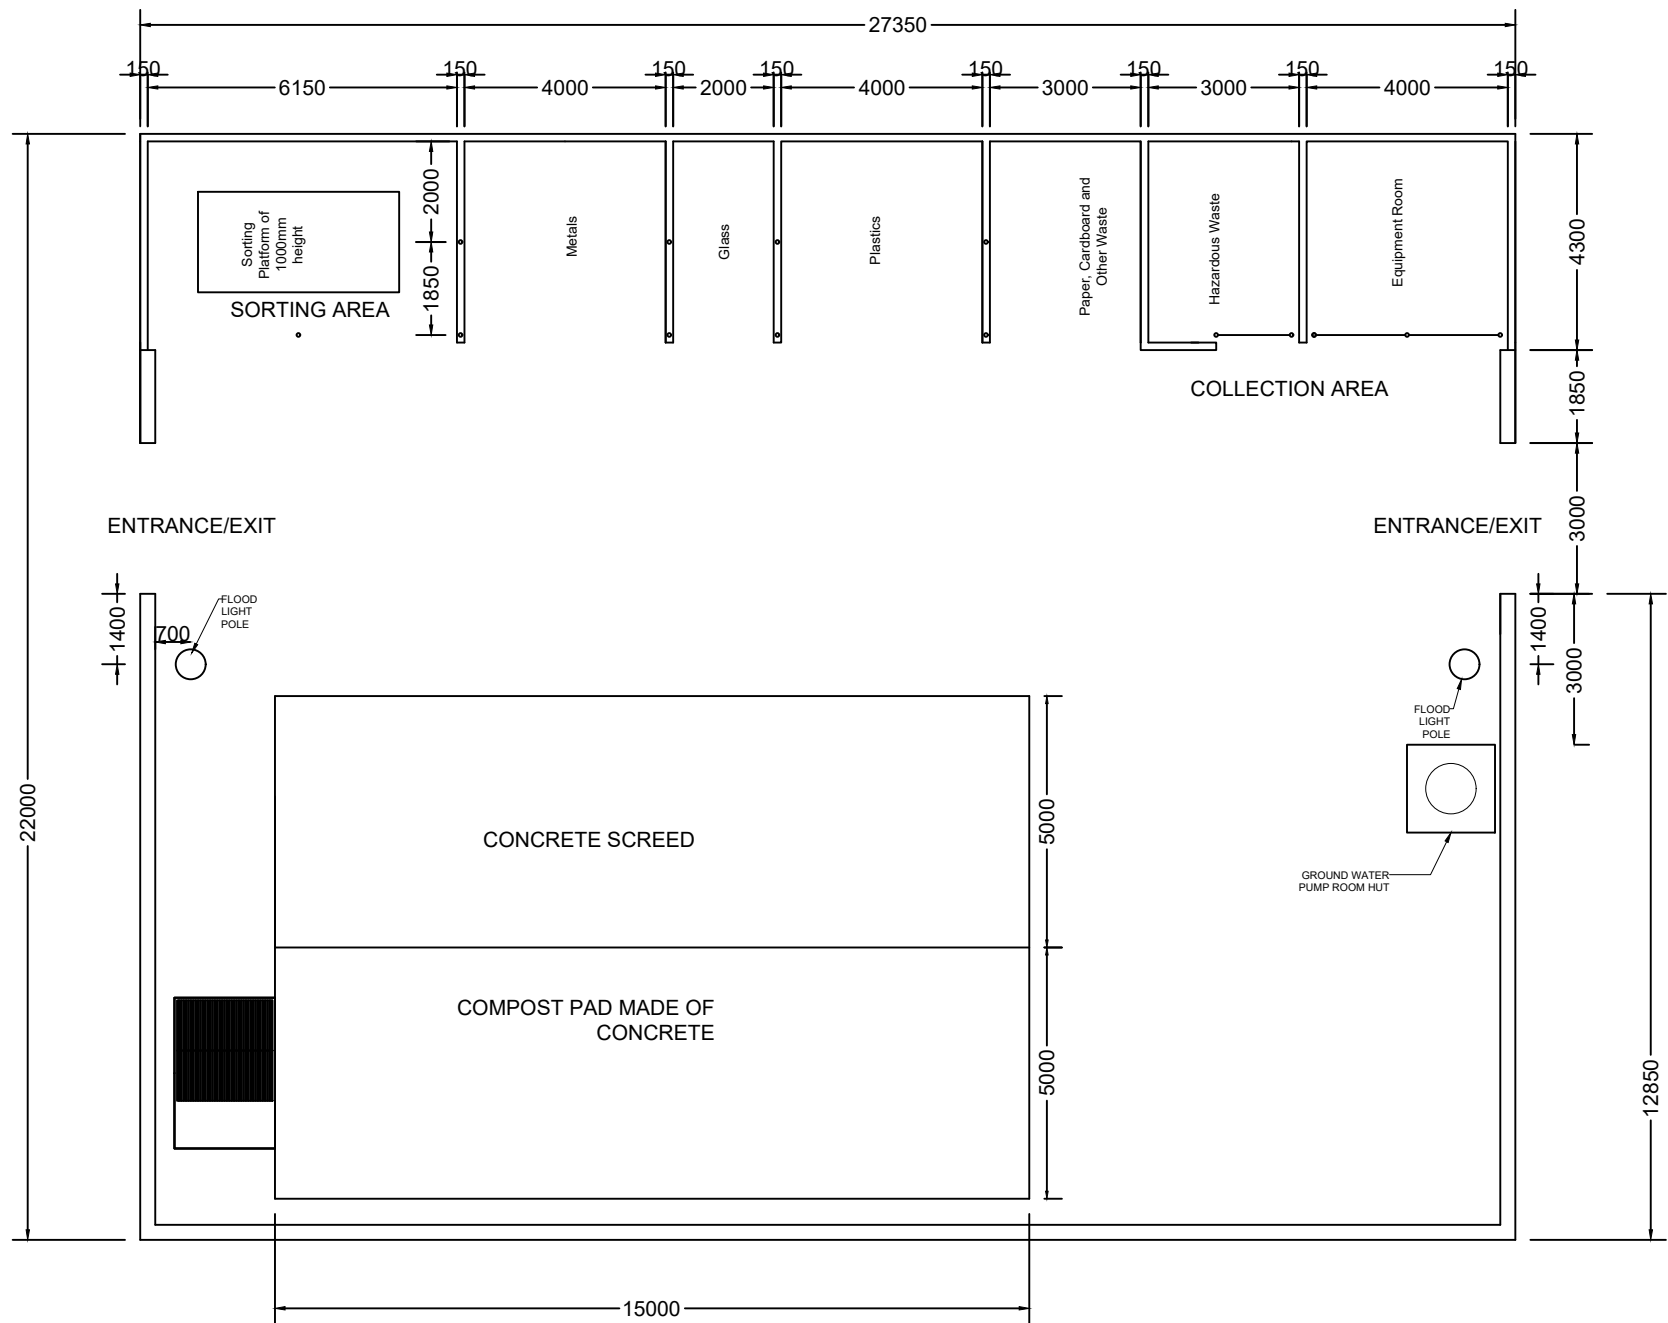 27350
150
150
150
150
150
150
150
150
6150
4000
2000
4000
3000
3000
4000
2000
1850
Sorting
Platform of
1000mm
height
SORTING AREA
Metals
Glass
Plastics
Paper, Cardboard and
Other Waste
Hazardous Waste
Equipment Room
4300
COLLECTION AREA
1850
ENTRANCE/EXIT
ENTRANCE/EXIT
3000
1400
700
FLOOD
LIGHT
POLE
1400
3000
FLOOD
LIGHT
POLE
22000
CONCRETE SCREED
5000
GROUND WATER
PUMP ROOM HUT
COMPOST PAD MADE OF
CONCRETE
5000
12850
15000